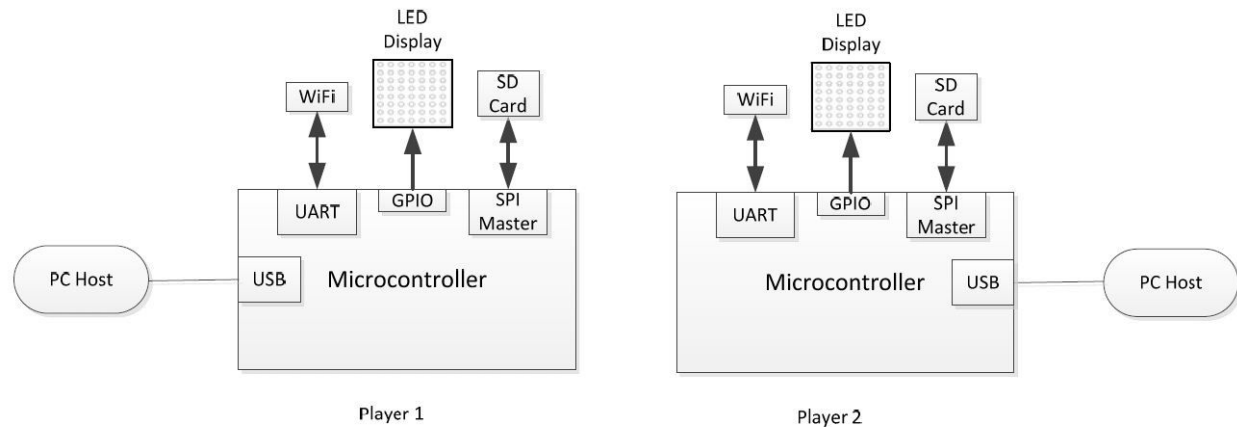 LED
Display
WiFi
SD
Card
UART
GPIO
SPI
Master
PC Host
USB
Microcontroller
Player 1
LED
Display
WiFi
SD
Card
UART
GPIO
SPI
Master
Microcontroller
USB
PC Host
Player 2